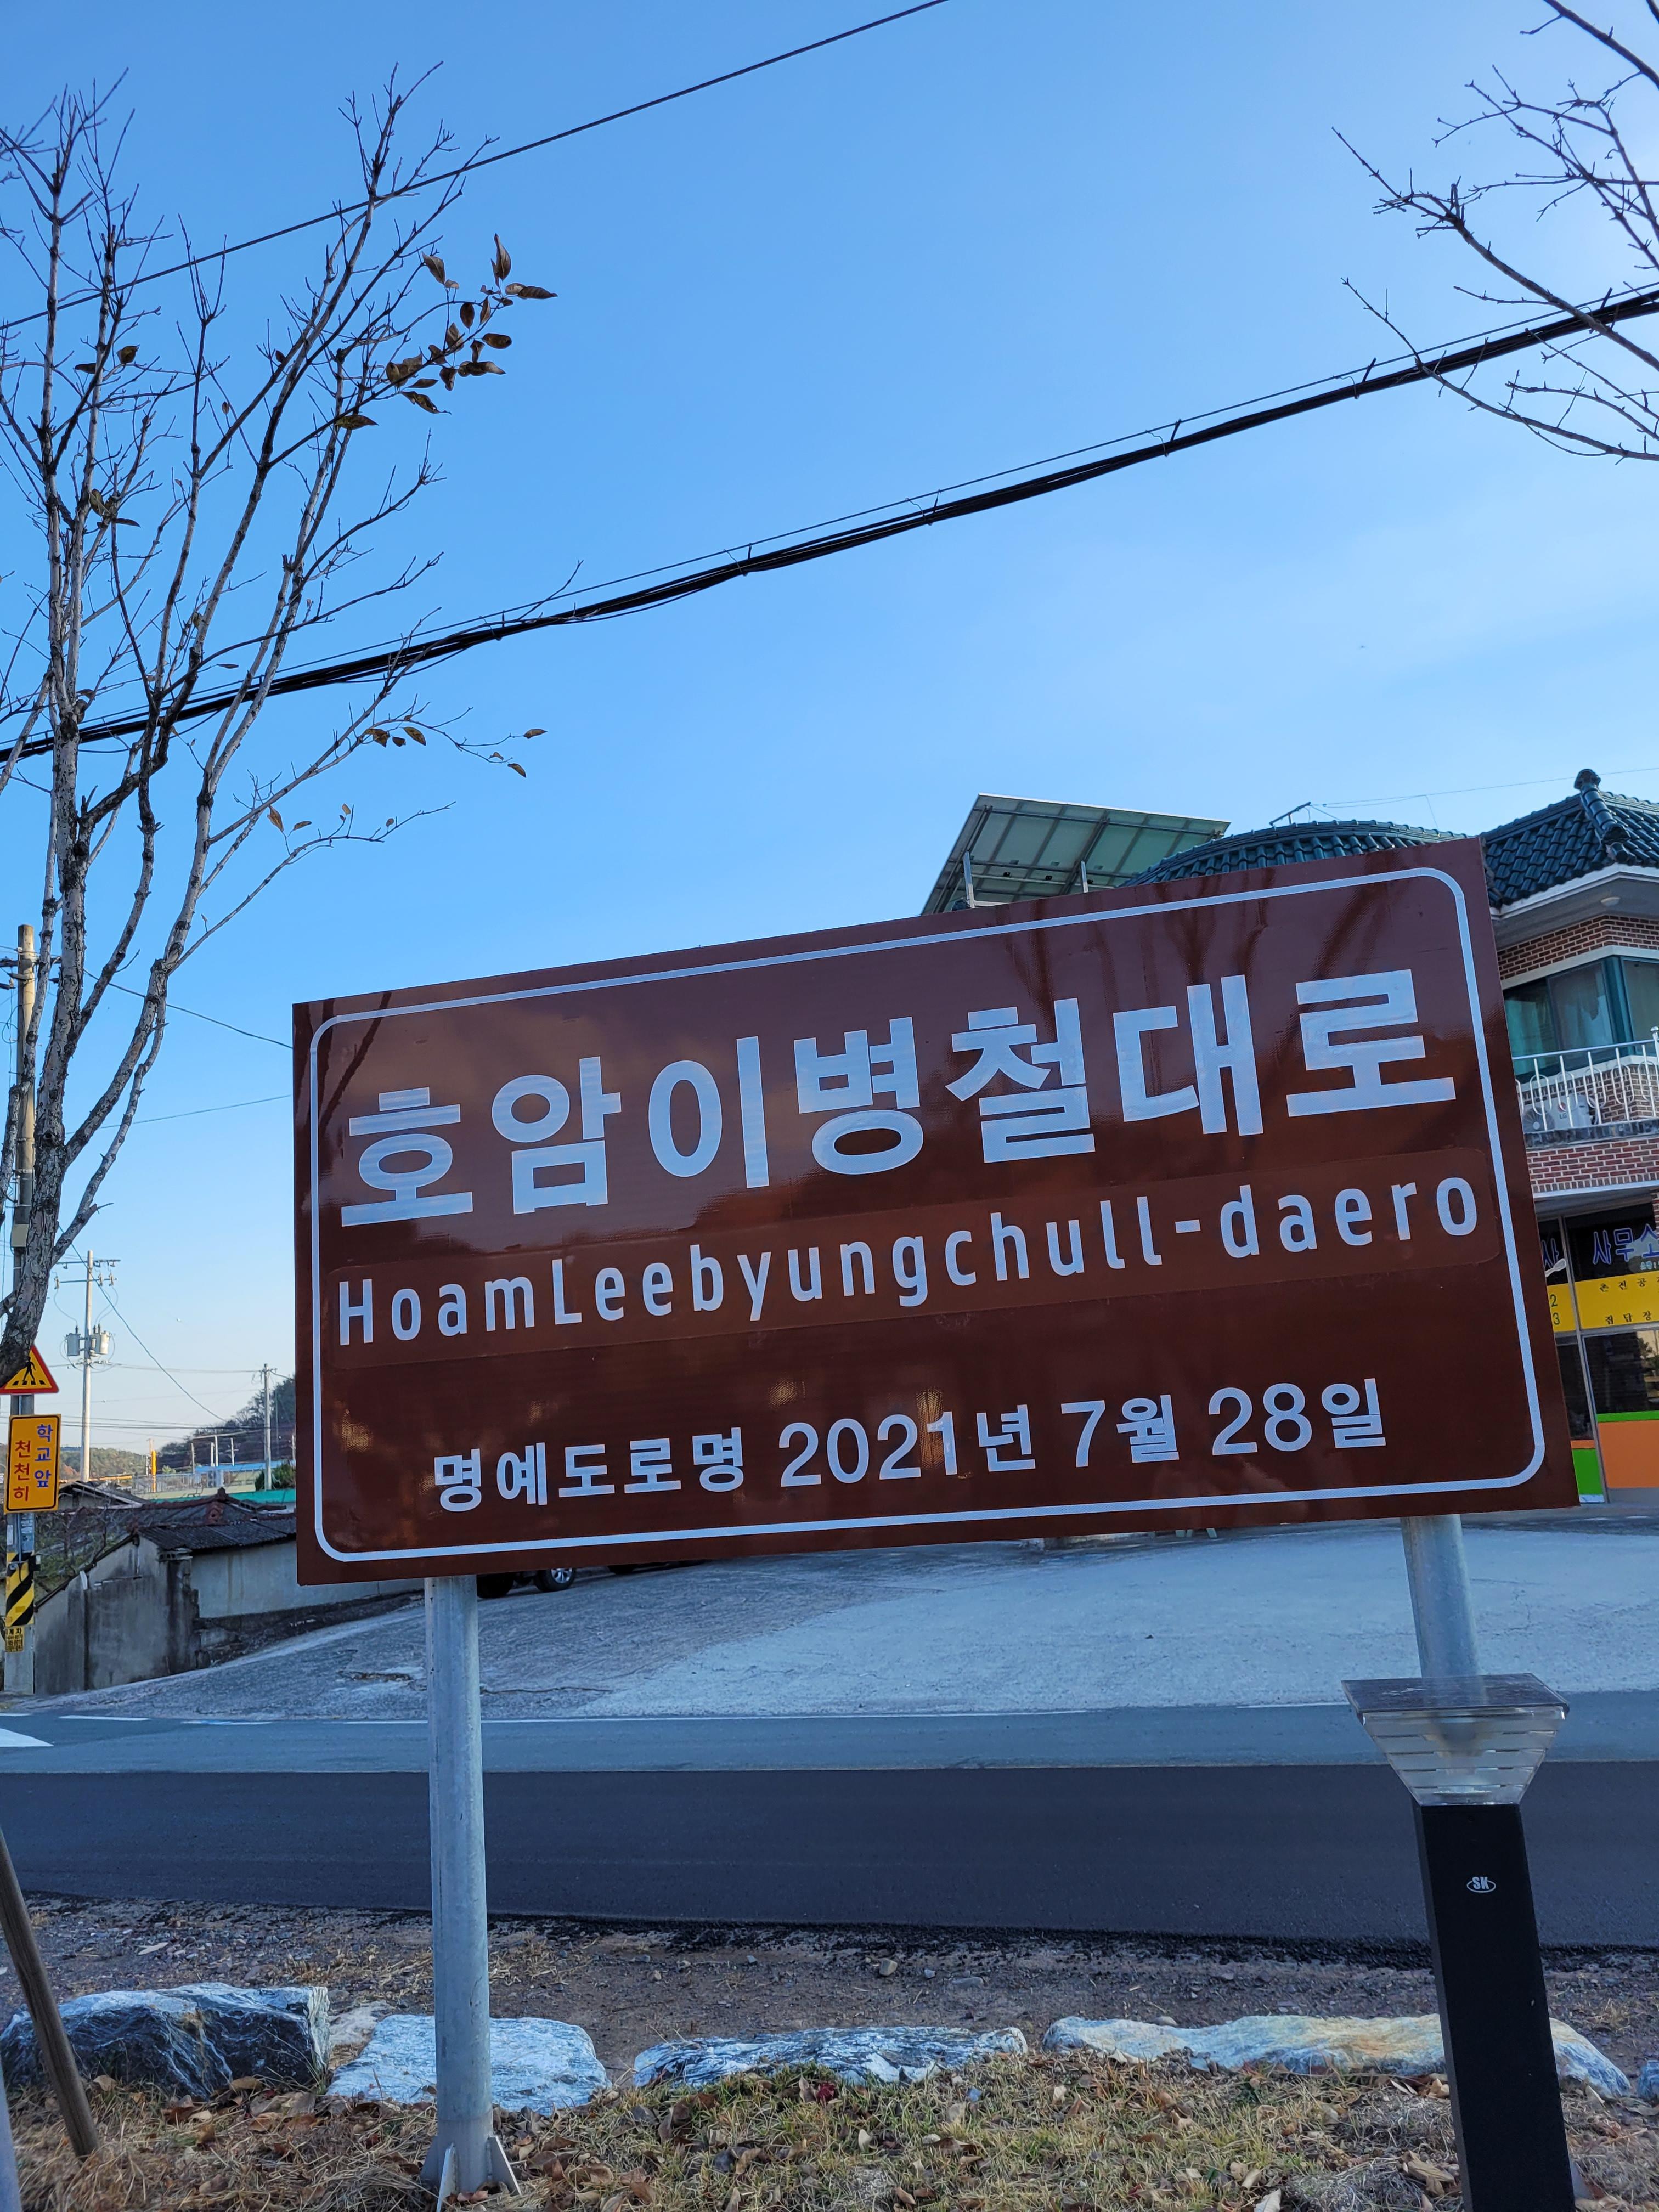 호암이병철대로
HoamLeebyungchull-daero
명예도로명 2021년 7월 28일
학교앞
천천히
사무소
SK